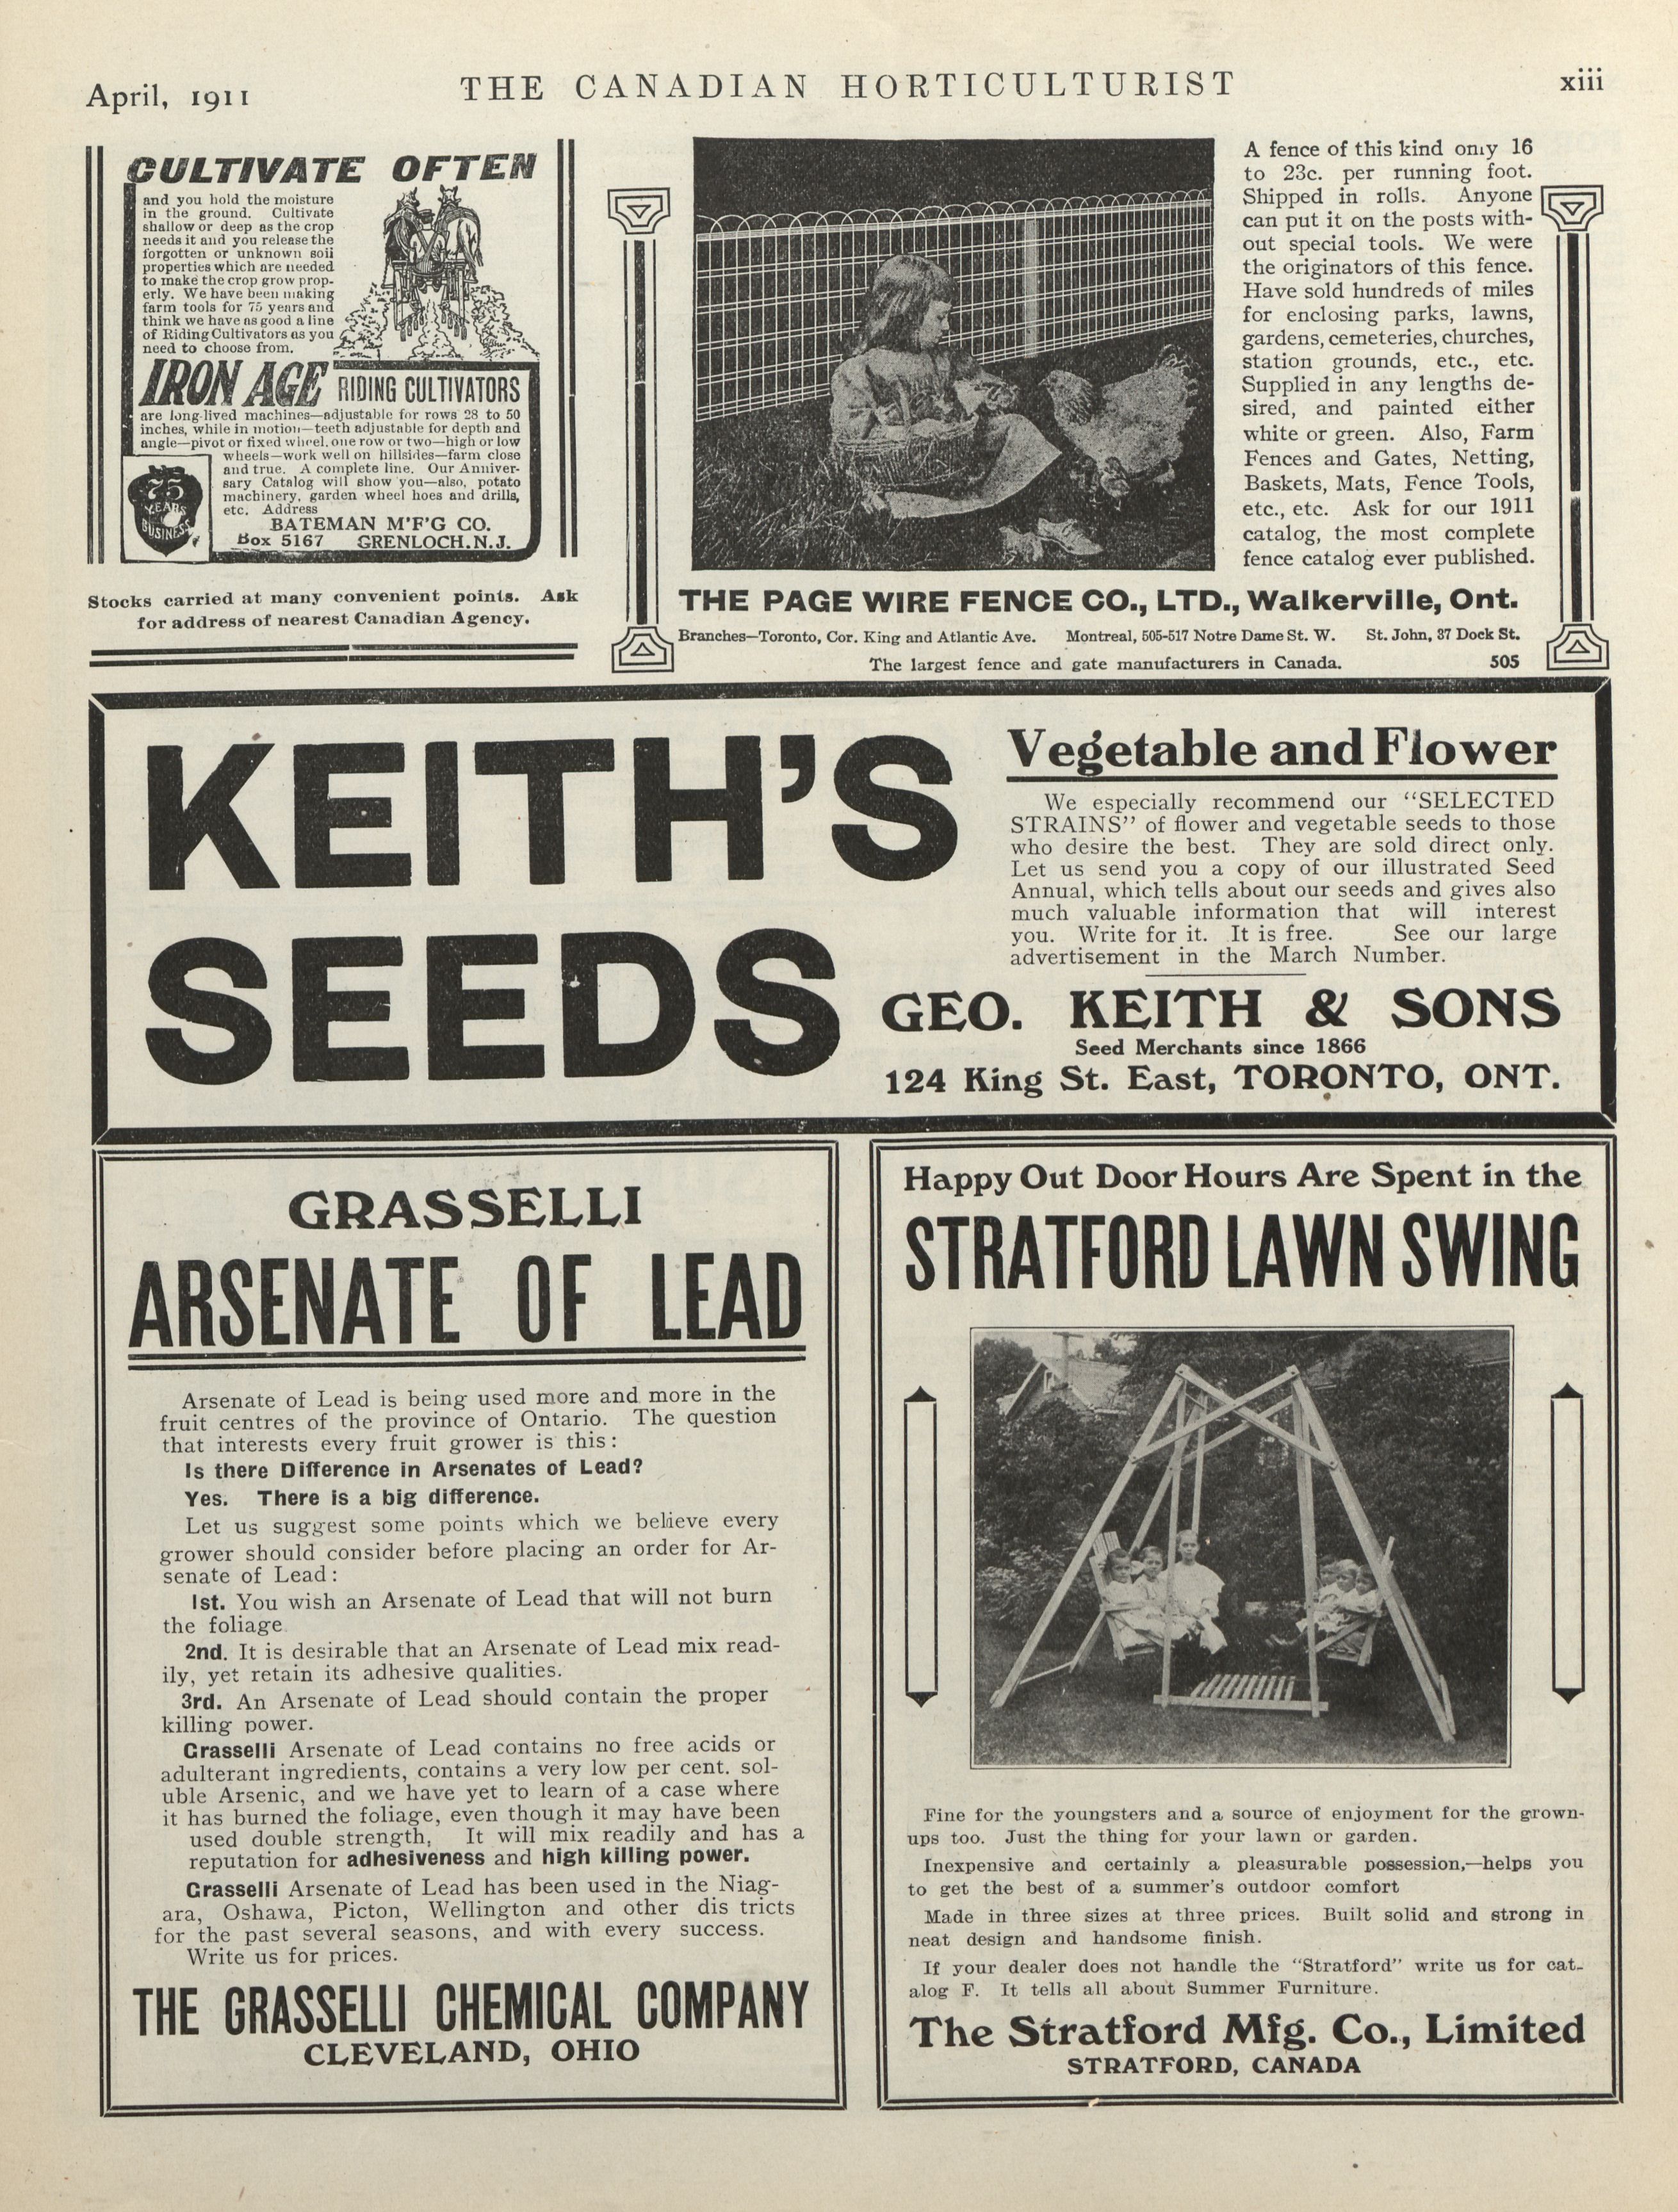 April, 1911
THE CANADIAN HORTICULTURIST
xiii
CULTIVATE OFTEN
and you hold the moisture
in the ground. Cultivate
shallow or deep as the crop
needs it and you release the
forgotten or unknown soil
properties which are needed
to make the crop grow prop-
erly. We have been making
farm tools for 75 years and
think we have as good a line
of Riding Cultivators as you
need to choose from.
IRON AGE RIDING CULTIVATORS
are long-lived machines—adjustable for rows 28 to 50
inches, while in motion—teeth adjustable for depth and
angle—pivot or fixed wheel, one row or two—high or low
wheels—work well on hillsides—farm close
and true. A complete line. Our Anniver-
sary Catalog will show you—also, potato
machinery, garden wheel hoes and drills,
etc. Address
BATEMAN M'F'G CO.
Box 5167 GRENLOCH, N.J.
75
YEARS
BUSINESS
Stocks carried at many convenient points. Ask
for address of nearest Canadian Agency.
A fence of this kind only 16
to 23c. per running foot.
Shipped in rolls. Anyone
can put it on the posts with-
out special tools. We were
the originators of this fence.
Have sold hundreds of miles
for enclosing parks, lawns,
gardens, cemeteries, churches,
station grounds, etc., etc.
Supplied in any lengths de-
sired, and painted either
white or green. Also, Farm
Fences and Gates, Netting,
Baskets, Mats, Fence Tools,
etc., etc. Ask for our 1911
catalog, the most complete
fence catalog ever published.
THE PAGE WIRE FENCE CO., LTD., Walkerville, Ont.
Branches—Toronto, Cor. King and Atlantic Ave. Montreal, 505-517 Notre Dame St. W. St. John, 37 Dock St.
The largest fence and gate manufacturers in Canada. 505
KEITH'S
SEEDS
Vegetable and Flower
We especially recommend our "SELECTED
STRAINS" of flower and vegetable seeds to those
who desire the best. They are sold direct only.
Let us send you a copy of our illustrated Seed
Annual, which tells about our seeds and gives also
much valuable information that will interest
you. Write for it. It is free. See our large
advertisement in the March Number.
GEO. KEITH & SONS
Seed Merchants since 1866
124 King St. East, TORONTO, ONT.
GRASSELLI
ARSENATE OF LEAD
Arsenate of Lead is being used more and more in the
fruit centres of the province of Ontario. The question
that interests every fruit grower is this:
Is there Difference in Arsenates of Lead?
Yes. There is a big difference.
Let us suggest some points which we believe every
grower should consider before placing an order for Ar-
senate of Lead:
1st. You wish an Arsenate of Lead that will not burn
the foliage
2nd. It is desirable that an Arsenate of Lead mix read-
ily, yet retain its adhesive qualities.
3rd. An Arsenate of Lead should contain the proper
killing power.
Grasselli Arsenate of Lead contains no free acids or
adulterant ingredients, contains a very low per cent. sol-
uble Arsenic, and we have yet to learn of a case where
it has burned the foliage, even though it may have been
used double strength, It will mix readily and has a
reputation for adhesiveness and high killing power.
Grasselli Arsenate of Lead has been used in the Niag-
ara, Oshawa, Picton, Wellington and other dis tricts
for the past several seasons, and with every success.
Write us for prices.
THE GRASSELLI CHEMICAL COMPANY
CLEVELAND, OHIO
Happy Out Door Hours Are Spent in the
STRATFORD LAWN SWING
Fine for the youngsters and a source of enjoyment for the grown-
ups too. Just the thing for your lawn or garden.
Inexpensive and certainly a pleasurable possession,—helps you
to get the best of a summer's outdoor comfort
Made in three sizes at three prices. Built solid and strong in
neat design and handsome finish.
If your dealer does not handle the "Stratford" write us for cat-
alog F. It tells all about Summer Furniture.
The Stratford Mfg. Co., Limited
STRATFORD, CANADA